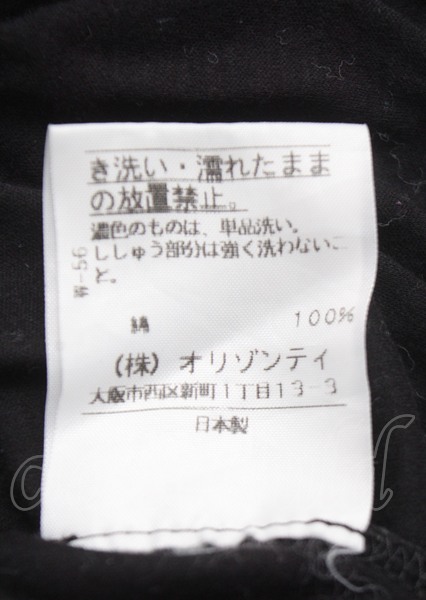 き洗い・濡れたまま
の放置禁止。
濃色のものは、単品洗い。
ししゅう部分は強く洗わないこ
と。
綿 100%
(株) オリゾンティ
大阪市西区新町1丁目13-3
日本製